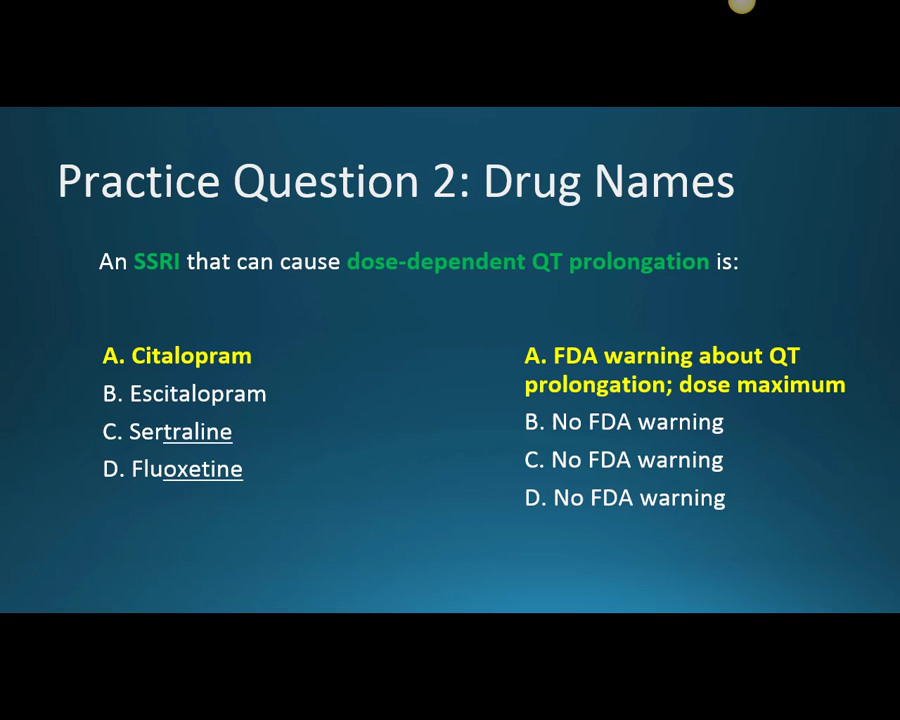 Practice Question 2: Drug Names
An SSRI that can cause dose-dependent QT prolongation is:
A. Citalopram
B. Escitalopram
C. Sertraline
D. Fluoxetine
A. FDA warning about QT
prolongation; dose maximum
B. No FDA warning
C. No FDA warning
D. No FDA warning